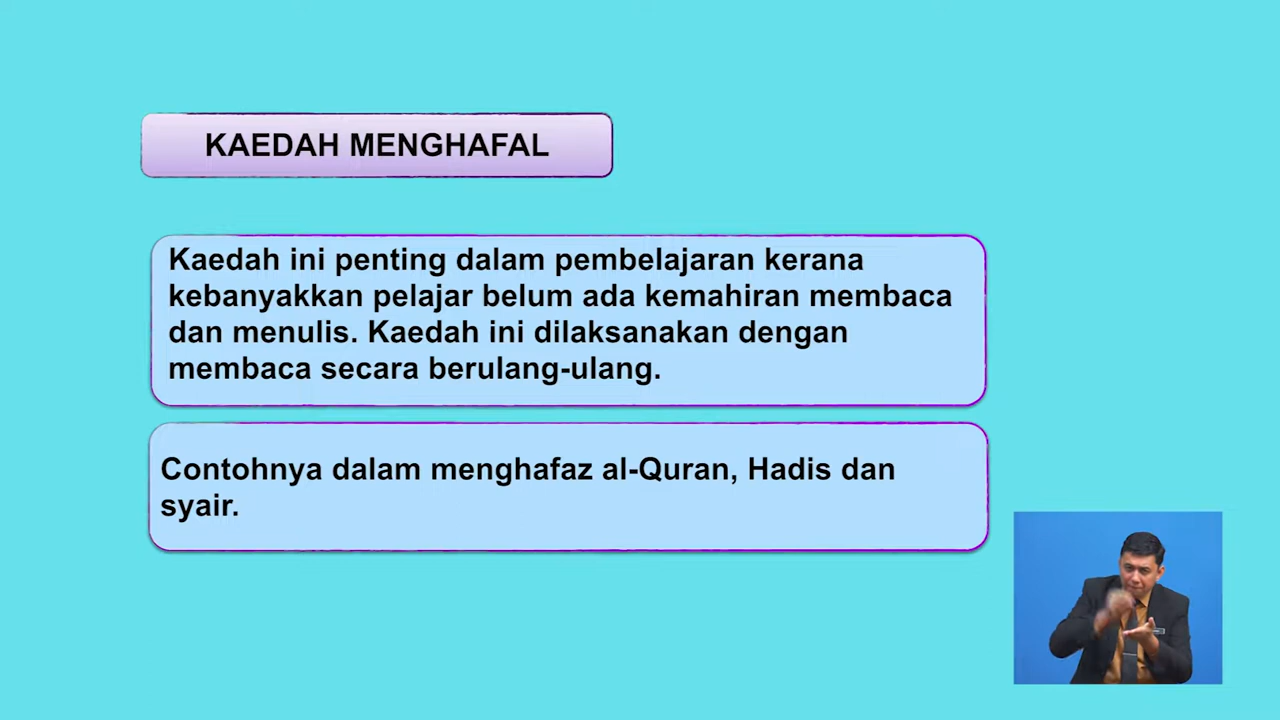 KAEDAH MENGHAFAL
Kaedah ini penting dalam pembelajaran kerana
kebanyakkan pelajar belum ada kemahiran membaca
dan menulis. Kaedah ini dilaksanakan dengan
membaca secara berulang-ulang.
Contohnya dalam menghafaz al-Quran, Hadis dan
syair.